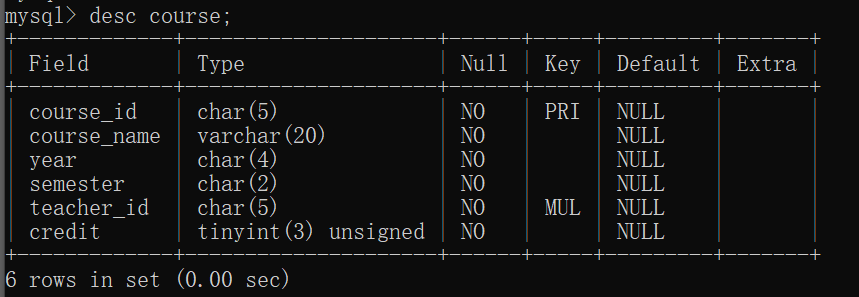 mysql> desc course;
+-------------+---------------------+------+-----+---------+-------+
| Field       | Type                | Null | Key | Default | Extra |
+-------------+---------------------+------+-----+---------+-------+
| course_id   | char(5)             | NO   | PRI | NULL    |       |
| course_name | varchar(20)         | NO   |     | NULL    |       |
| year        | char(4)             | NO   |     | NULL    |       |
| semester    | char(2)             | NO   |     | NULL    |       |
| teacher_id  | char(5)             | NO   | MUL | NULL    |       |
| credit      | tinyint(3) unsigned | NO   |     | NULL    |       |
+-------------+---------------------+------+-----+---------+-------+
6 rows in set (0.00 sec)